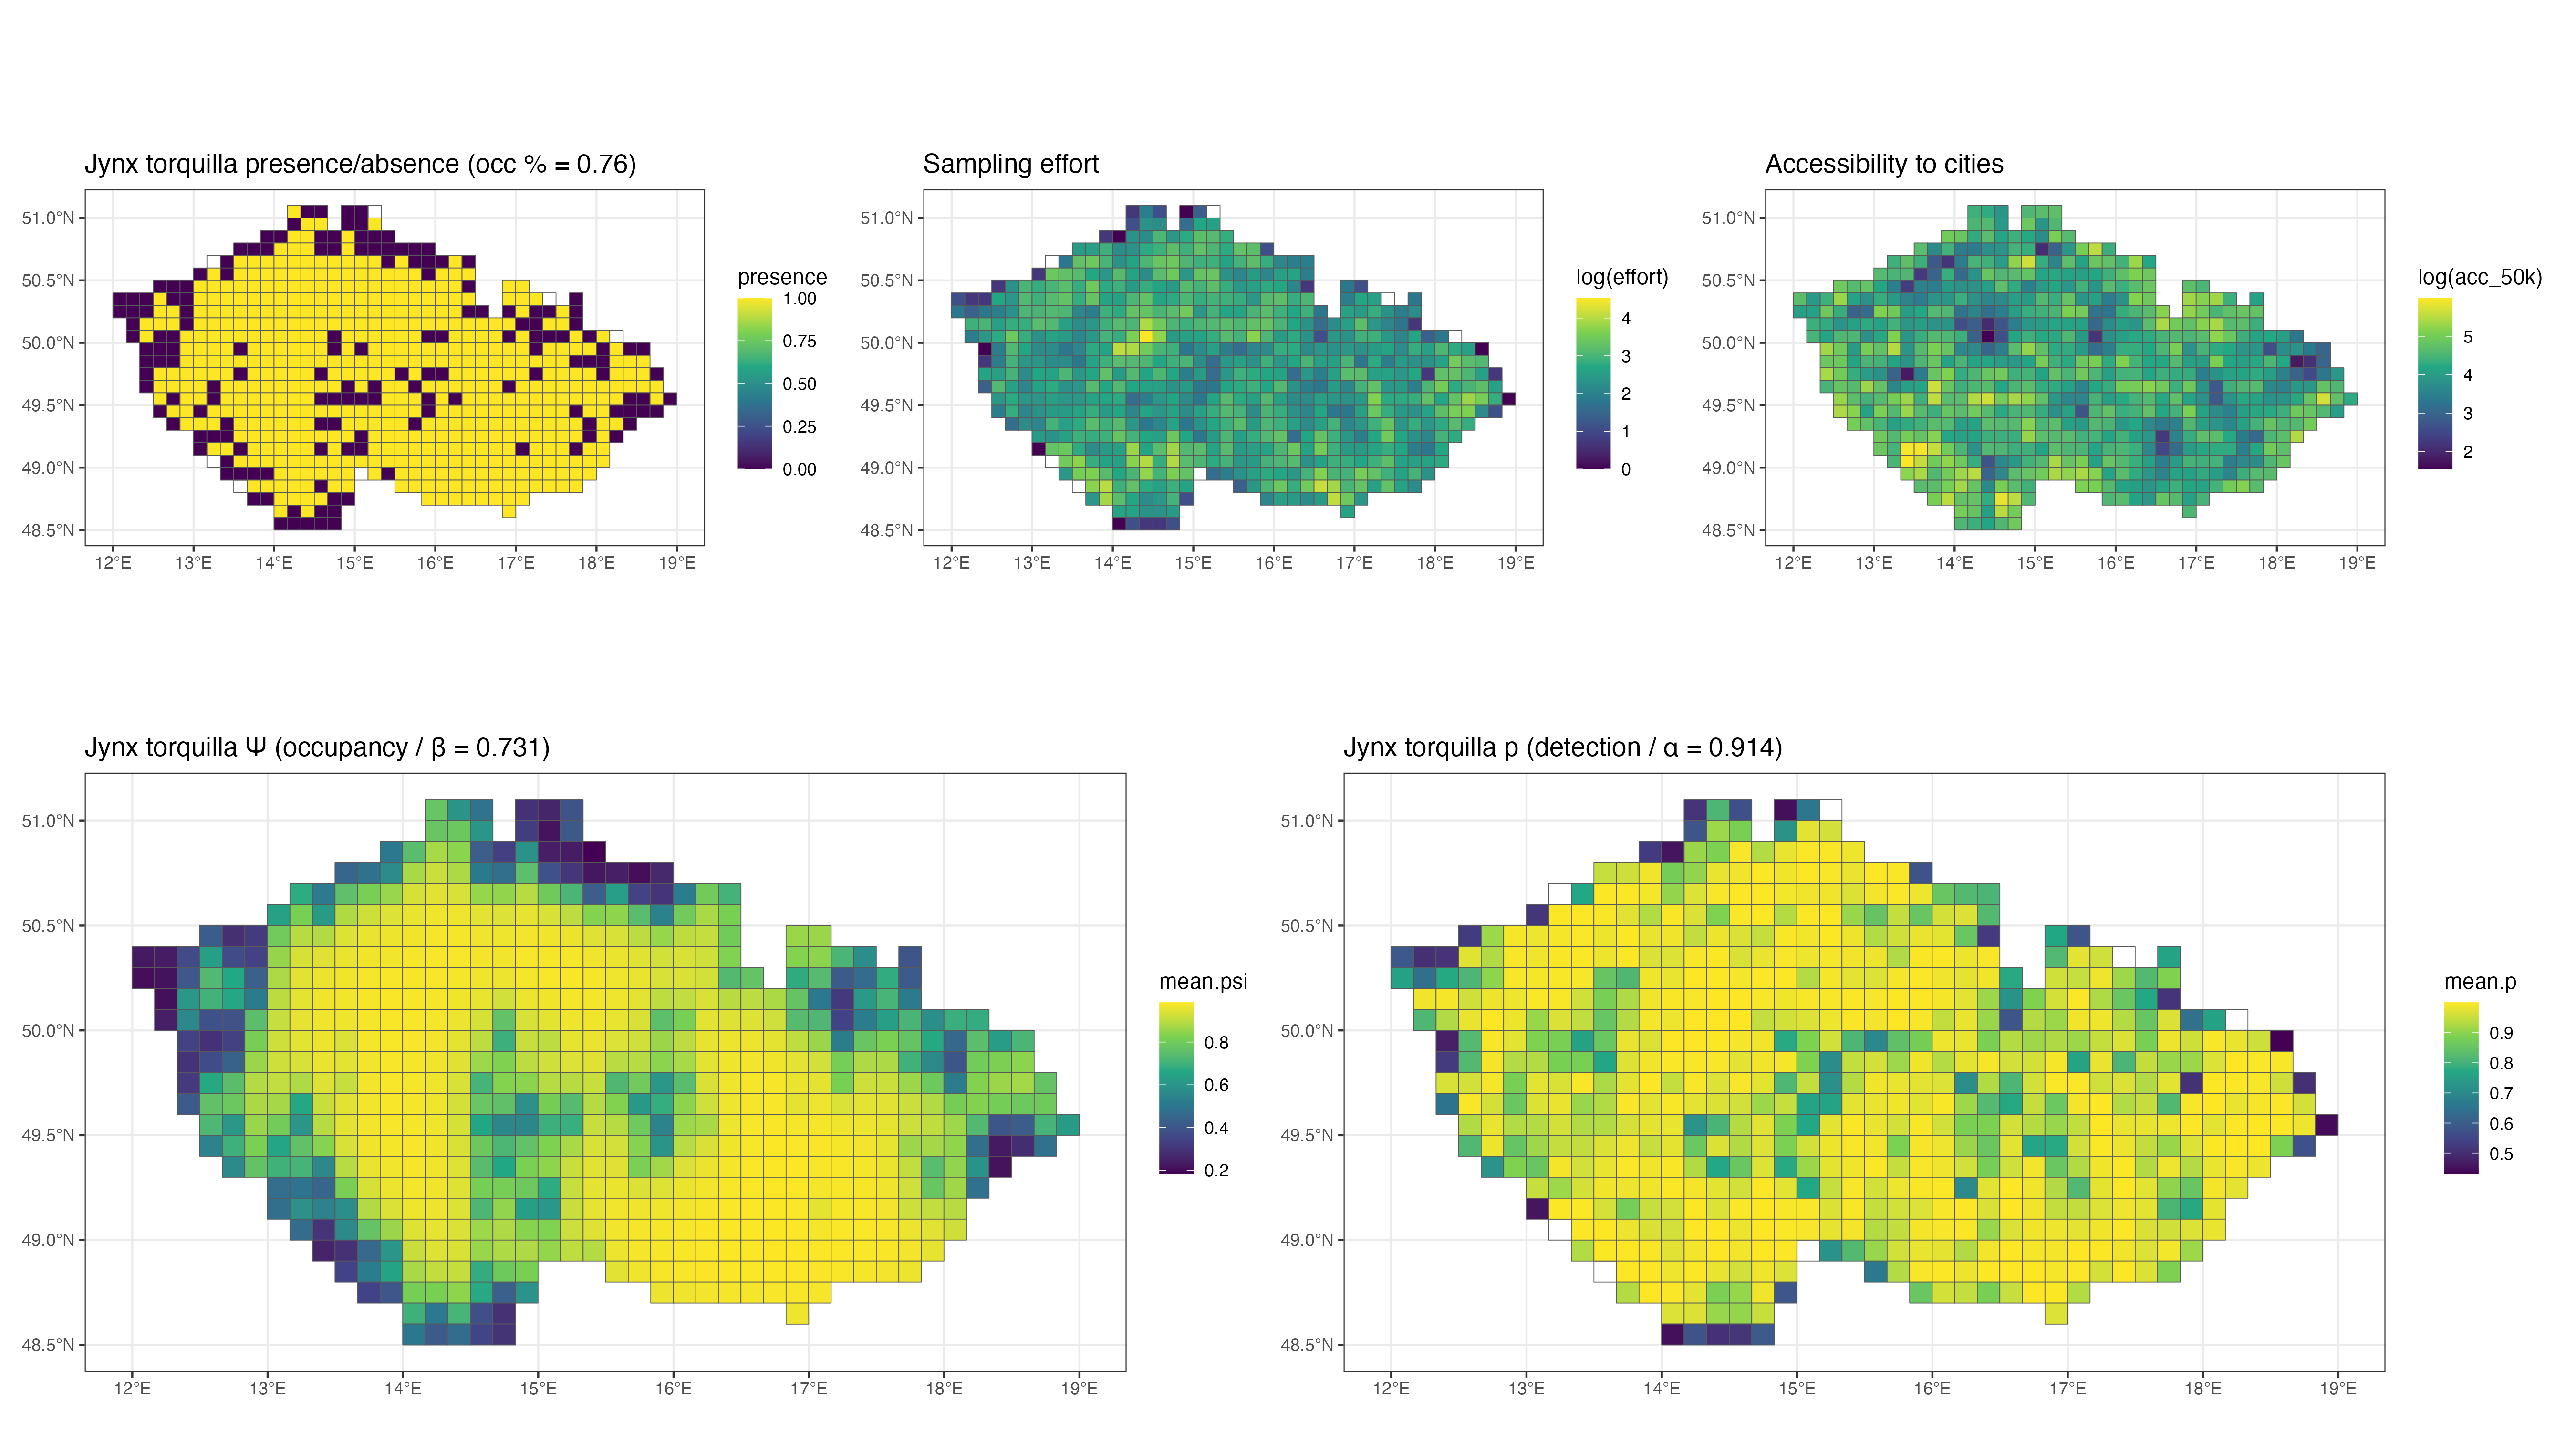 Jynx torquilla presence/absence (occ % = 0.76)
51.0°N
50.5°N
50.0°N
49.5°N
49.0°N
48.5°N
12°E 13°E 14°E 15°E 16°E 17°E 18°E 19°E
presence
1.00
0.75
0.50
0.25
0.00
Sampling effort
51.0°N
50.5°N
50.0°N
49.5°N
49.0°N
48.5°N
12°E 13°E 14°E 15°E 16°E 17°E 18°E 19°E
log(effort)
4
3
2
1
0
Accessibility to cities
51.0°N
50.5°N
50.0°N
49.5°N
49.0°N
48.5°N
12°E 13°E 14°E 15°E 16°E 17°E 18°E 19°E
log(acc_50k)
5
4
3
2
Jynx torquilla Ψ (occupancy / β = 0.731)
51.0°N
50.5°N
50.0°N
49.5°N
49.0°N
48.5°N
12°E 13°E 14°E 15°E 16°E 17°E 18°E 19°E
mean.psi
0.8
0.6
0.4
0.2
Jynx torquilla p (detection / α = 0.914)
51.0°N
50.5°N
50.0°N
49.5°N
49.0°N
48.5°N
12°E 13°E 14°E 15°E 16°E 17°E 18°E 19°E
mean.p
0.9
0.8
0.7
0.6
0.5